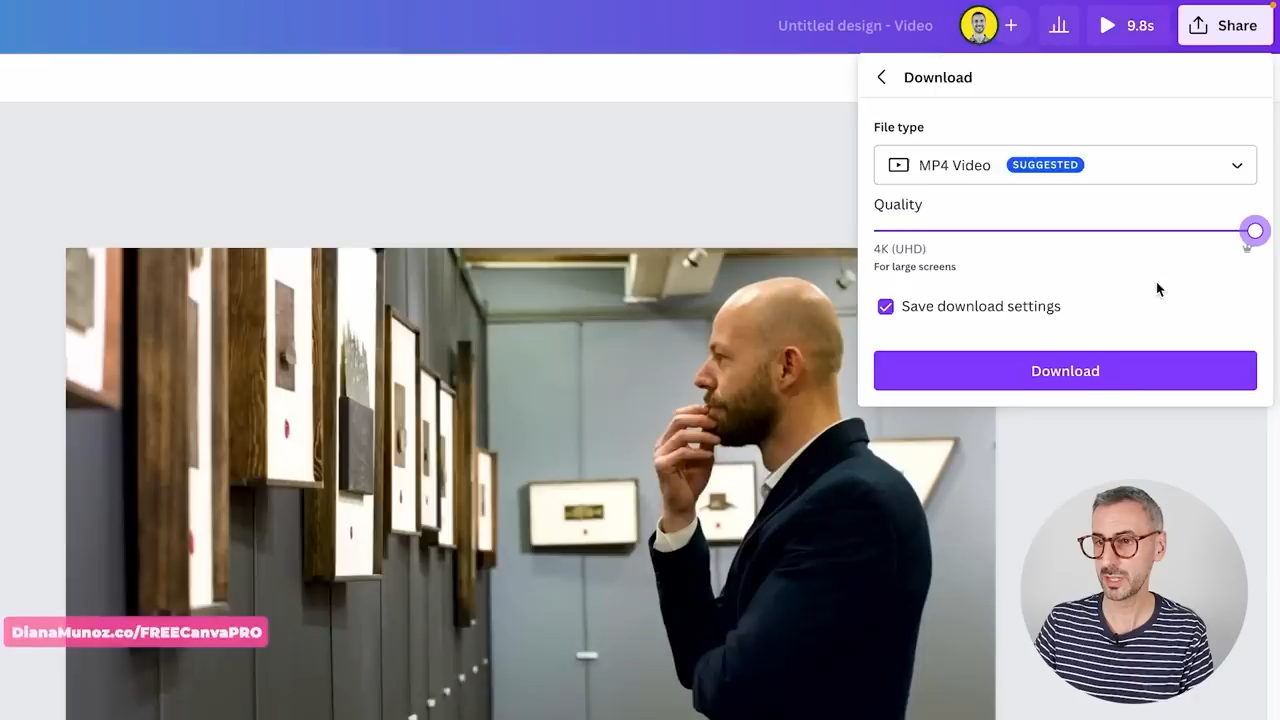 Untitled design - Video
+
9.8s
Share
Download
File type
MP4 Video
SUGGESTED
Quality
4K (UHD)
For large screens
Save download settings
Download
DianaMunoz.co/FREECanvaPRO